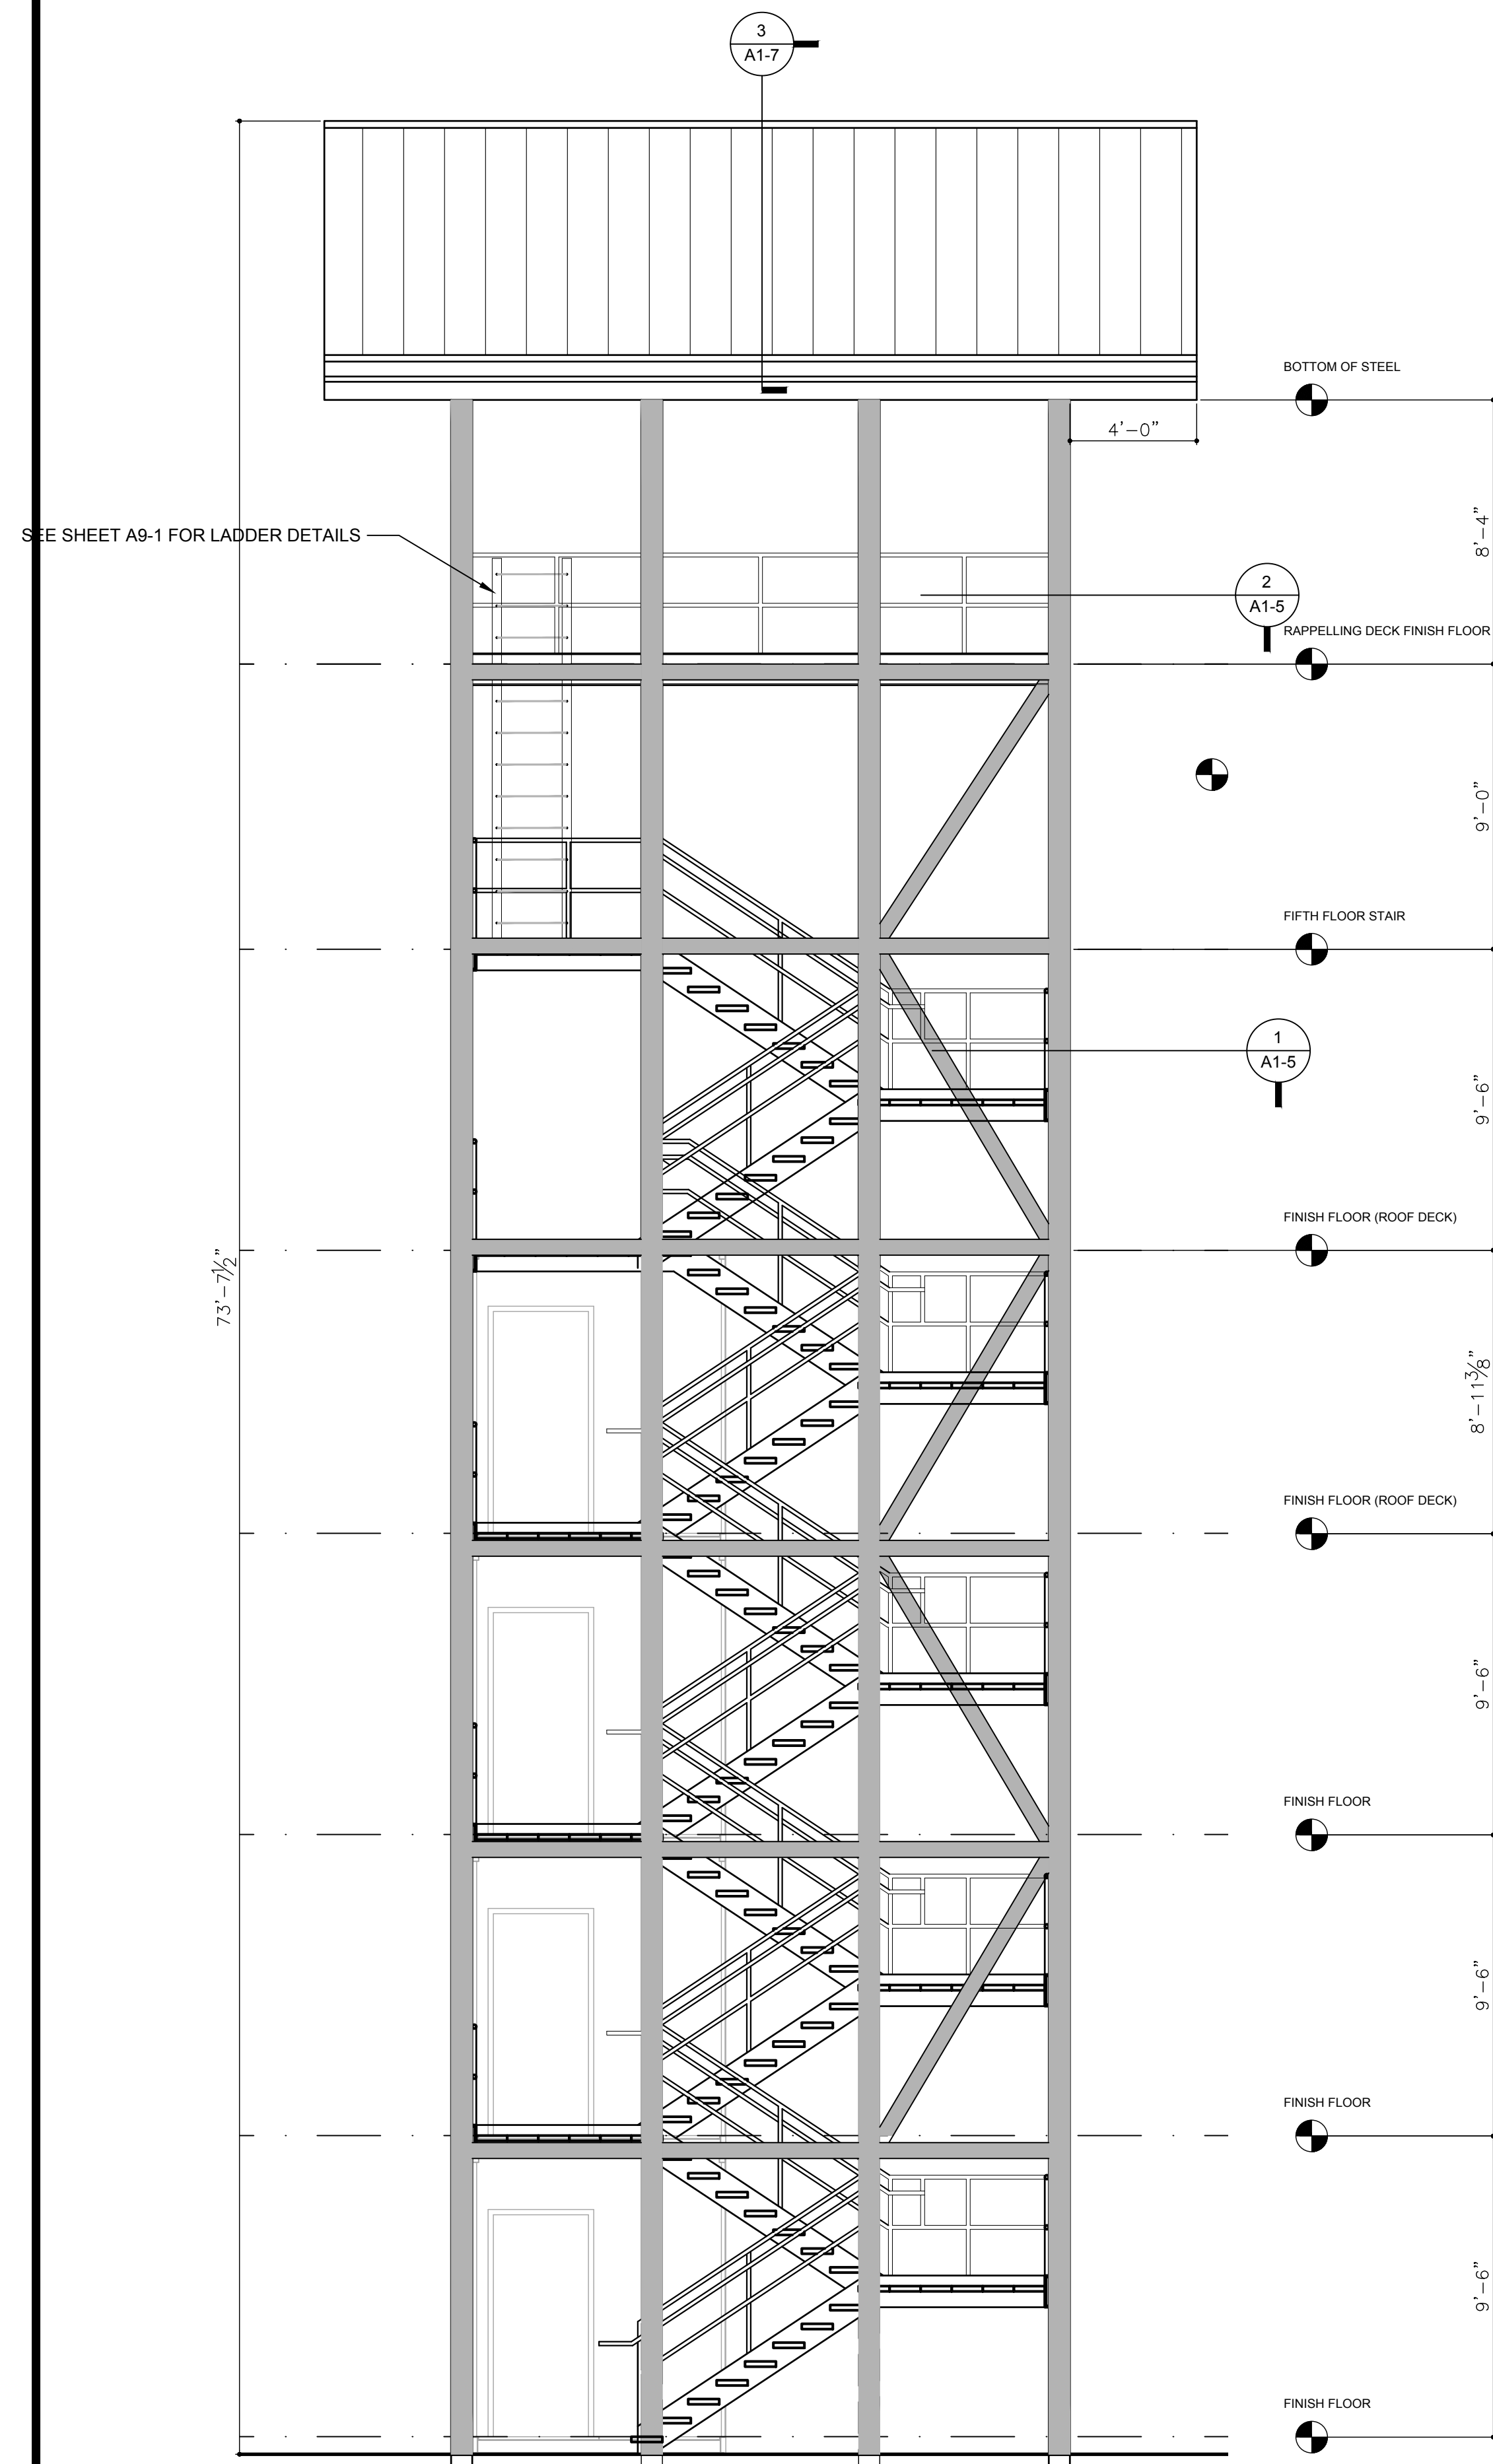 3
A1-7
BOTTOM OF STEEL
4'-0"
8'-4"
SEE SHEET A9-1 FOR LADDER DETAILS
2
A1-5
RAPPELLING DECK FINISH FLOOR
9'-0"
FIFTH FLOOR STAIR
1
A1-5
9'-6"
FINISH FLOOR (ROOF DECK)
73'-7½"
8'-11⅜"
FINISH FLOOR (ROOF DECK)
9'-6"
FINISH FLOOR
9'-6"
FINISH FLOOR
9'-6"
FINISH FLOOR